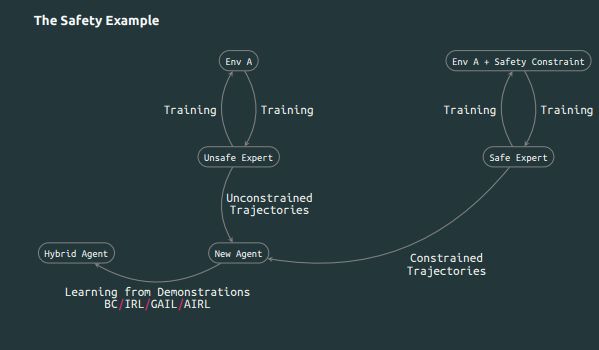 The Safety Example
Env A
Env A + Safety Constraint
Training
Training
Training
Training
Unsafe Expert
Safe Expert
Unconstrained
Trajectories
Hybrid Agent
New Agent
Constrained
Trajectories
Learning from Demonstrations
BC/IRL/GAIL/AIRL